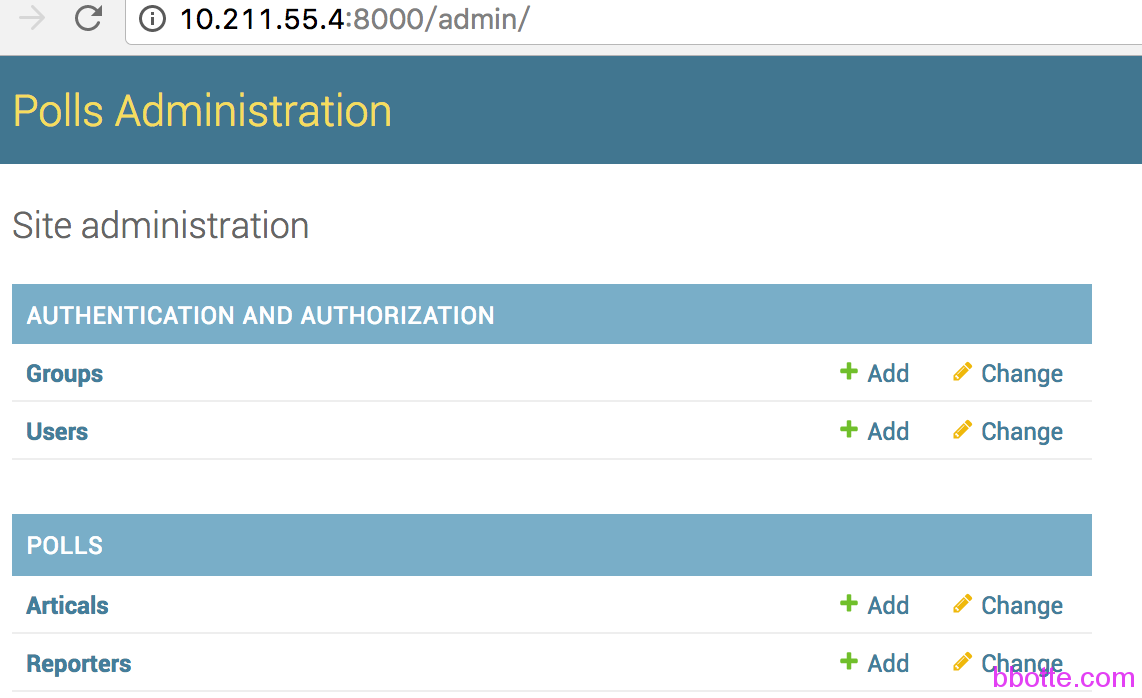 10.211.55.4:8000/admin/
Polls Administration
Site administration
AUTHENTICATION AND AUTHORIZATION
Groups Add Change
Users Add Change
POLLS
Articals Add Change
Reporters Add Change
bbotte.com